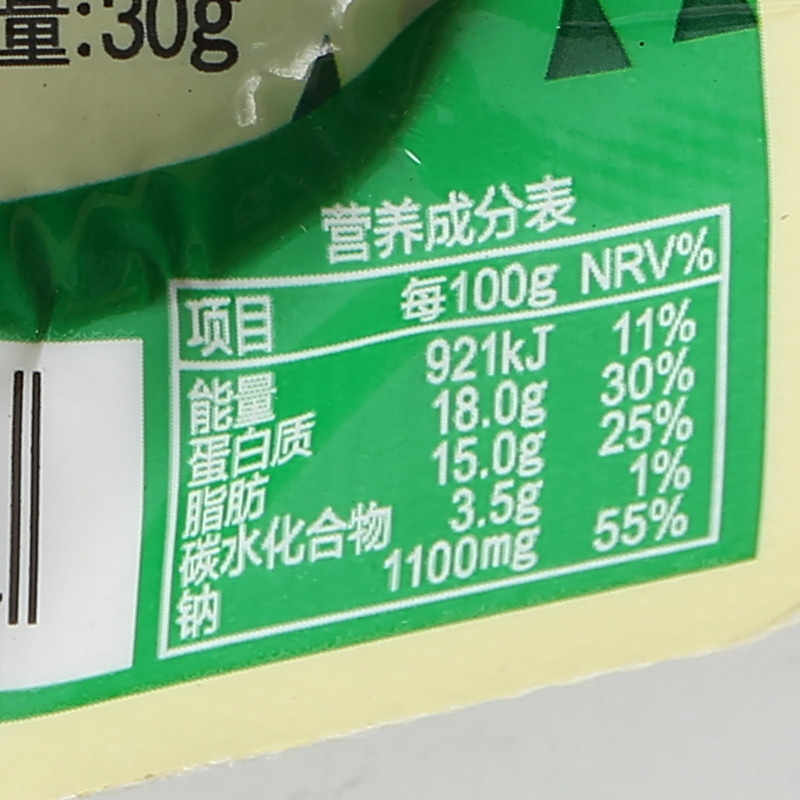 量:30g
营养成分表
项目 每100g NRV%
能量 921kJ 11%
蛋白质 18.0g 30%
脂肪 15.0g 25%
碳水化合物 3.5g 1%
钠 1100mg 55%